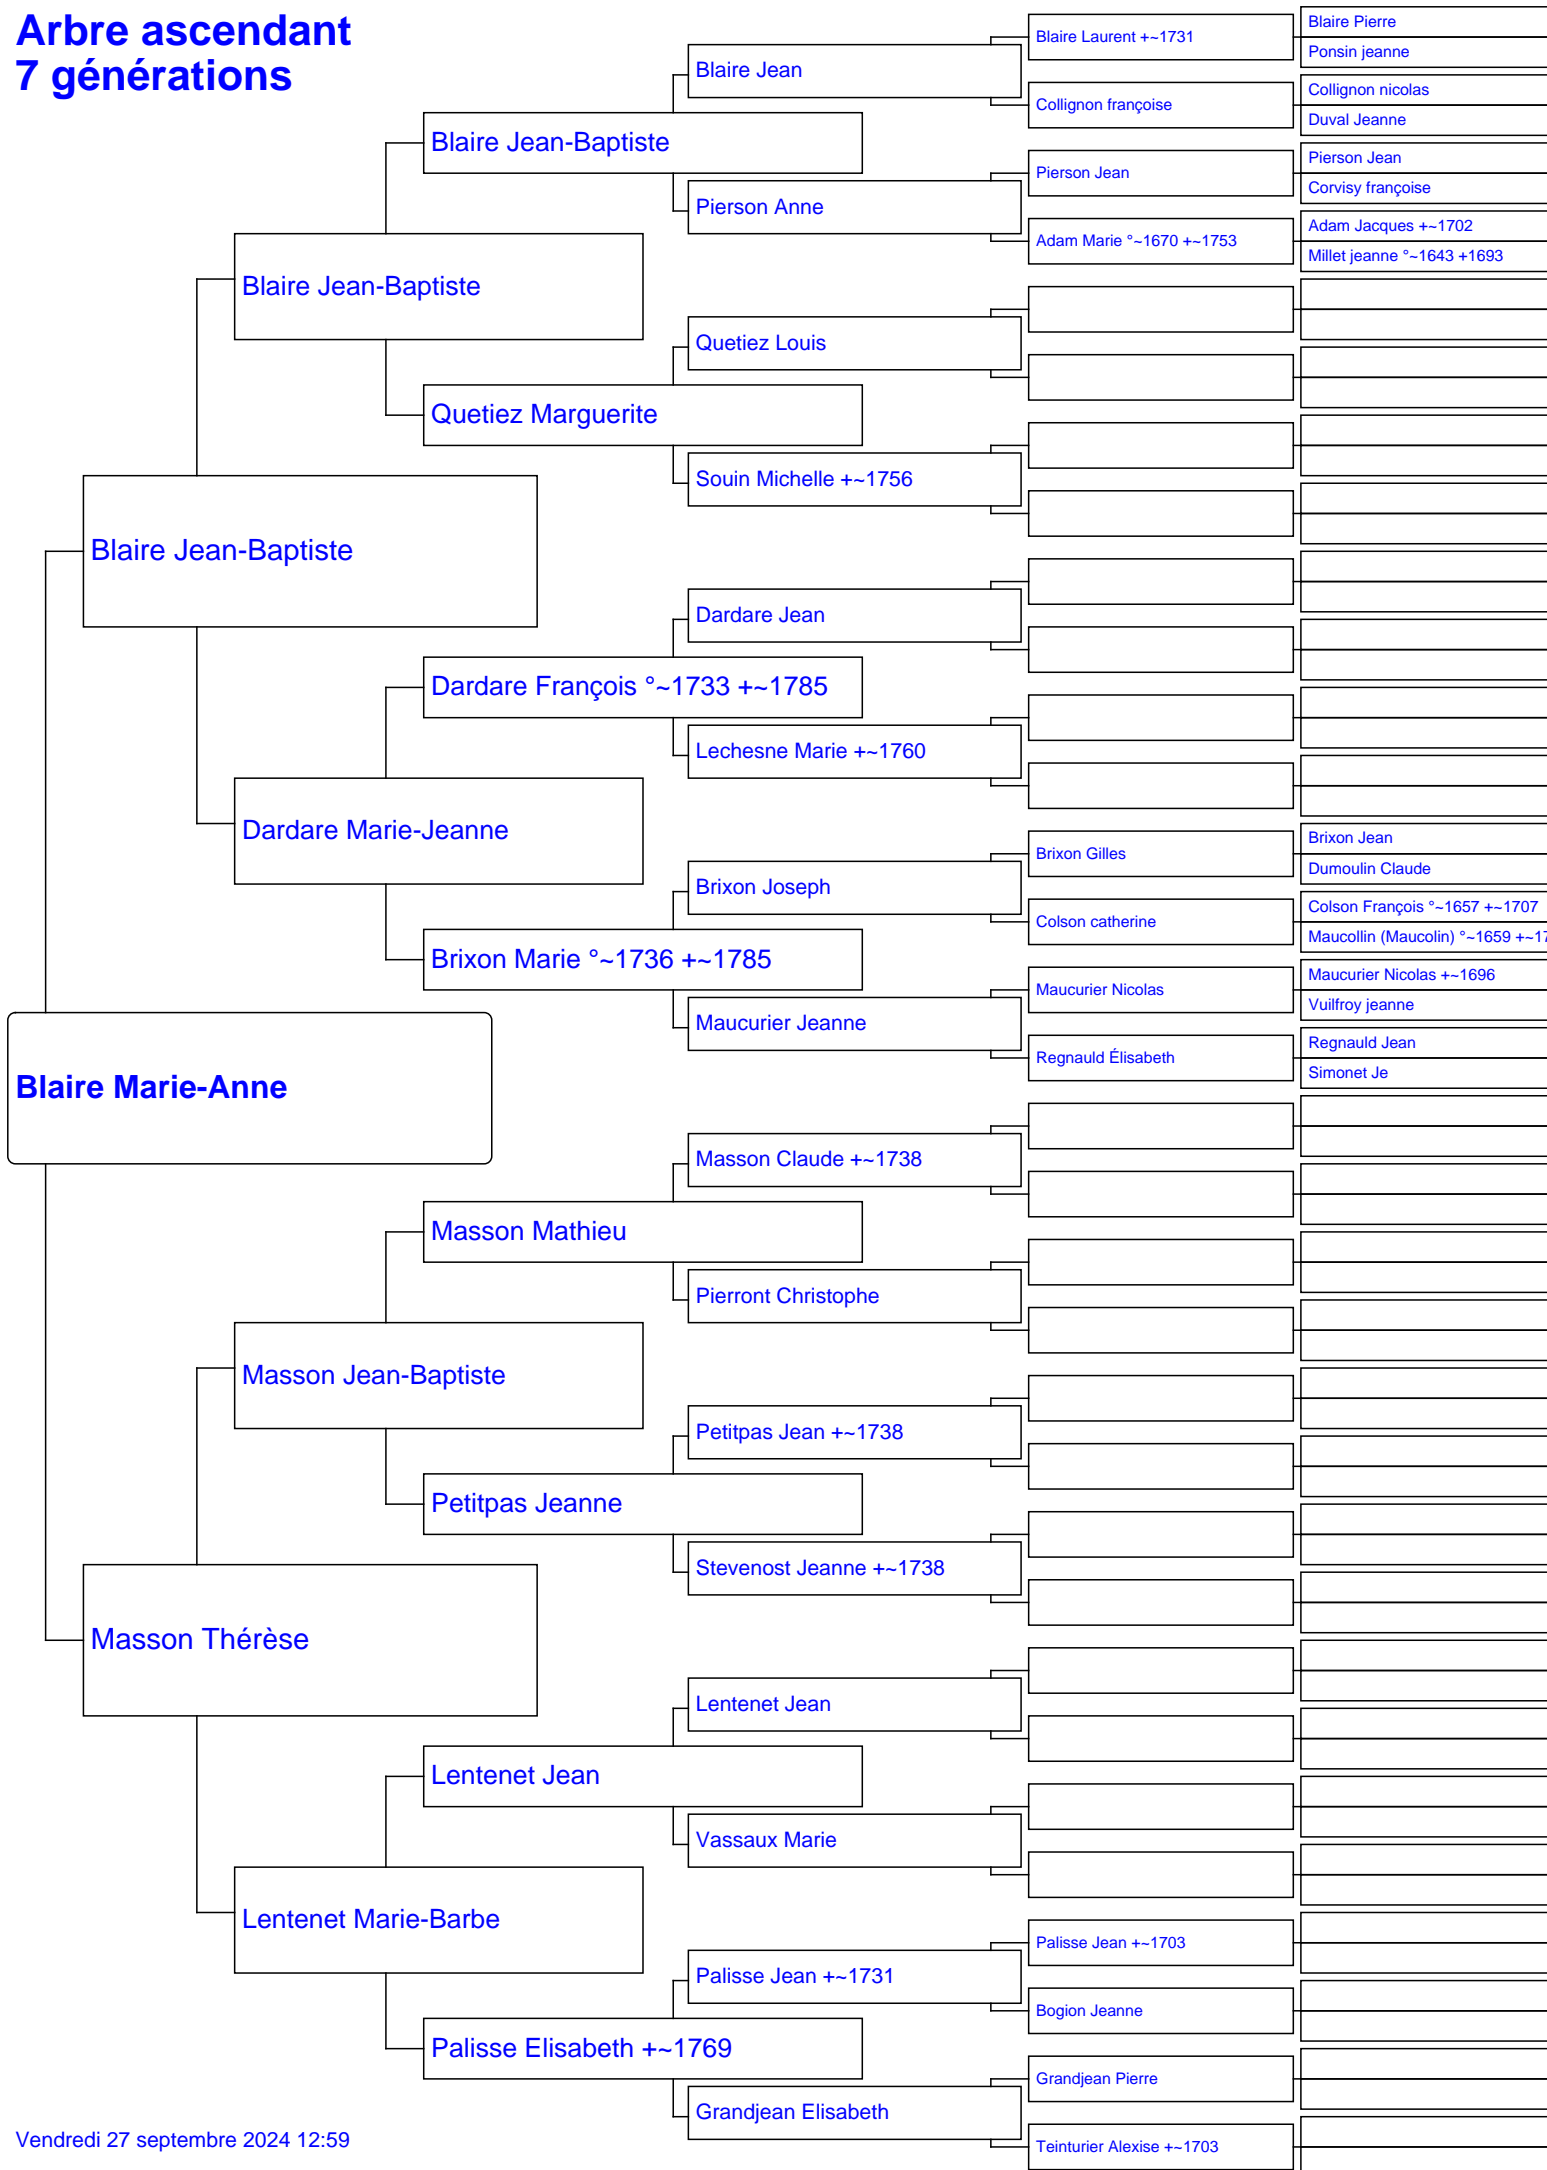 Arbre ascendant
7 générations
Blaire Marie-Anne
Blaire Jean-Baptiste
Masson Thérèse
Blaire Jean-Baptiste
Dardare Marie-Jeanne
Masson Jean-Baptiste
Lentenet Marie-Barbe
Blaire Jean-Baptiste
Quetiez Marguerite
Dardare François °~1733 +~1785
Brixon Marie °~1736 +~1785
Masson Mathieu
Petitpas Jeanne
Lentenet Jean
Palisse Elisabeth +~1769
Blaire Jean
Pierson Anne
Quetiez Louis
Souin Michelle +~1756
Dardare Jean
Lechesne Marie +~1760
Brixon Joseph
Maucurier Jeanne
Masson Claude +~1738
Pierront Christophe
Petitpas Jean +~1738
Stevenost Jeanne +~1738
Lentenet Jean
Vassaux Marie
Palisse Jean +~1731
Grandjean Elisabeth
Blaire Laurent +~1731
Collignon françoise
Pierson Jean
Adam Marie °~1670 +~1753
Brixon Gilles
Colson catherine
Maucurier Nicolas
Regnauld Élisabeth
Palisse Jean +~1703
Bogion Jeanne
Grandjean Pierre
Teinturier Alexise +~1703
Blaire Pierre
Ponsin jeanne
Collignon nicolas
Duval Jeanne
Pierson Jean
Corvisy françoise
Adam Jacques +~1702
Millet jeanne °~1643 +1693
Brixon Jean
Dumoulin Claude
Colson François °~1657 +~1707
Maucollin (Maucolin) °~1659 
Maucurier Nicolas +~1696
Vuilfroy jeanne
Regnauld Jean
Simonet Je
Vendredi 27 septembre 2024 12:59